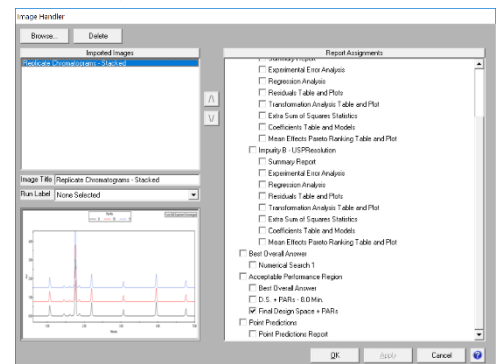 Image Handler
Browse...
Delete
Imported Images
Replicate Chromatograms - Stacked
Image Title
Replicate Chromatograms - Stacked
Run Label
None Selected
Report Assignments
Summary Report
Experimental Error Analysis
Regression Analysis
Residuals Table and Plots
Transformation Analysis Table and Plot
Extra Sum of Squares Statistics
Coefficients Table and Models
Mean Effects Pareto Ranking Table and Plot
Impurity B - USPResolution
Summary Report
Experimental Error Analysis
Regression Analysis
Residuals Table and Plots
Transformation Analysis Table and Plot
Extra Sum of Squares Statistics
Coefficients Table and Models
Mean Effects Pareto Ranking Table and Plot
Best Overall Answer
Numerical Search 1
Acceptable Performance Region
Best Overall Answer
D.S. + PARs - 8.0 Min.
Final Design Space + PARs
Point Predictions
Point Predictions Report
OK
Apply
Cancel